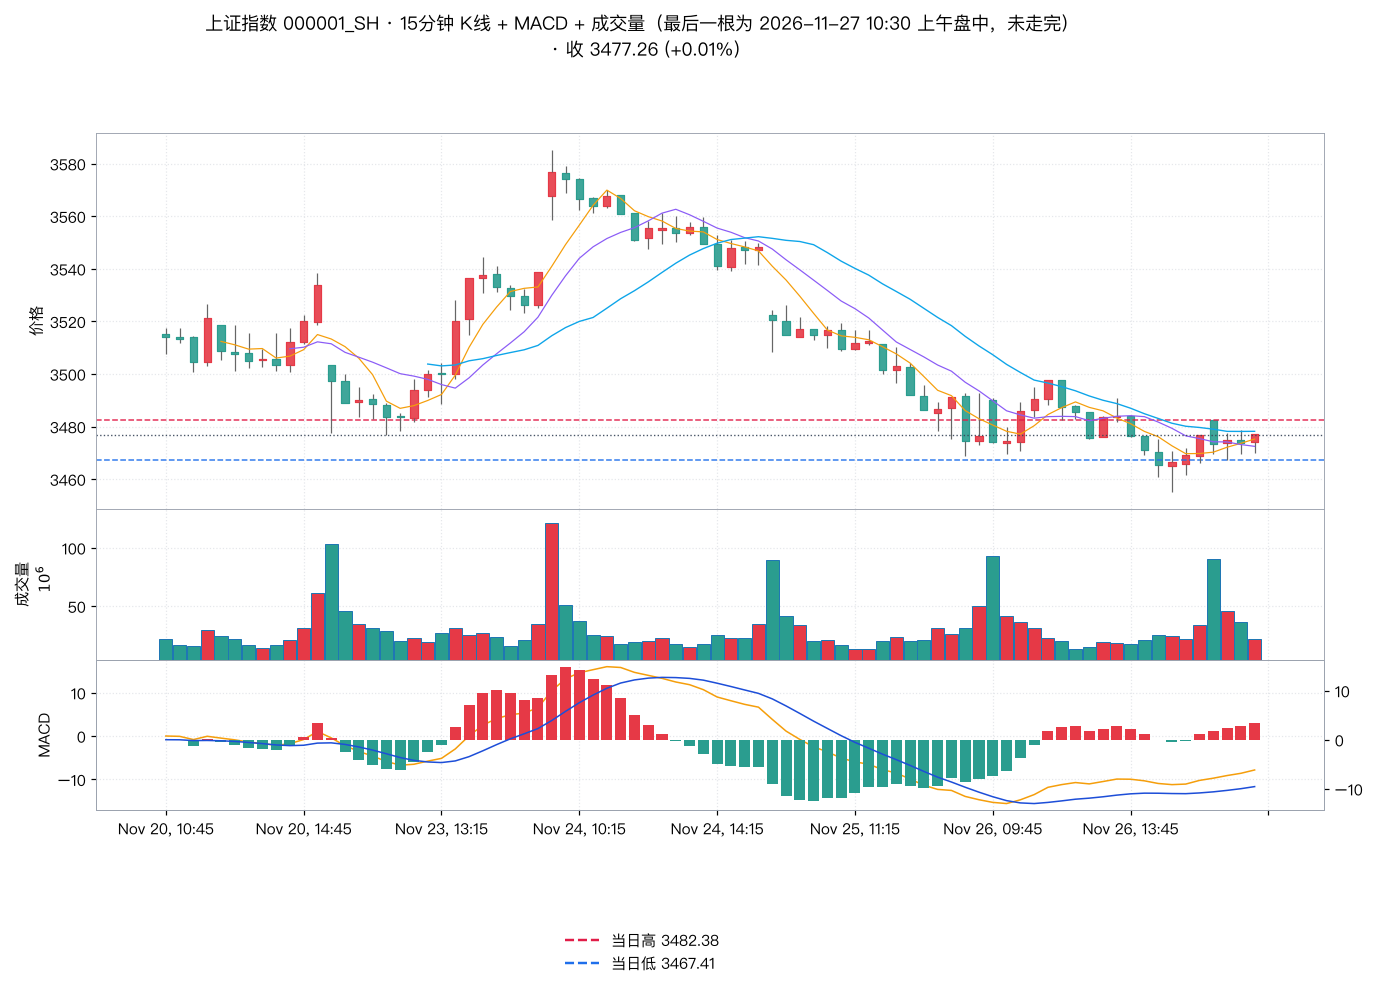 上证指数 000001_SH · 15分钟 K线 + MACD + 成交量（最后一根为 2026-11-27 10:30 上午盘中，未走完）
· 收 3477.26 (+0.01%)
价格
3580
3560
3540
3520
3500
3480
3460
成交量
10⁶
100
50
MACD
10
0
−10
10
0
−10
Nov 20, 10:45
Nov 20, 14:45
Nov 23, 13:15
Nov 24, 10:15
Nov 24, 14:15
Nov 25, 11:15
Nov 26, 09:45
Nov 26, 13:45
当日高 3482.38
当日低 3467.41